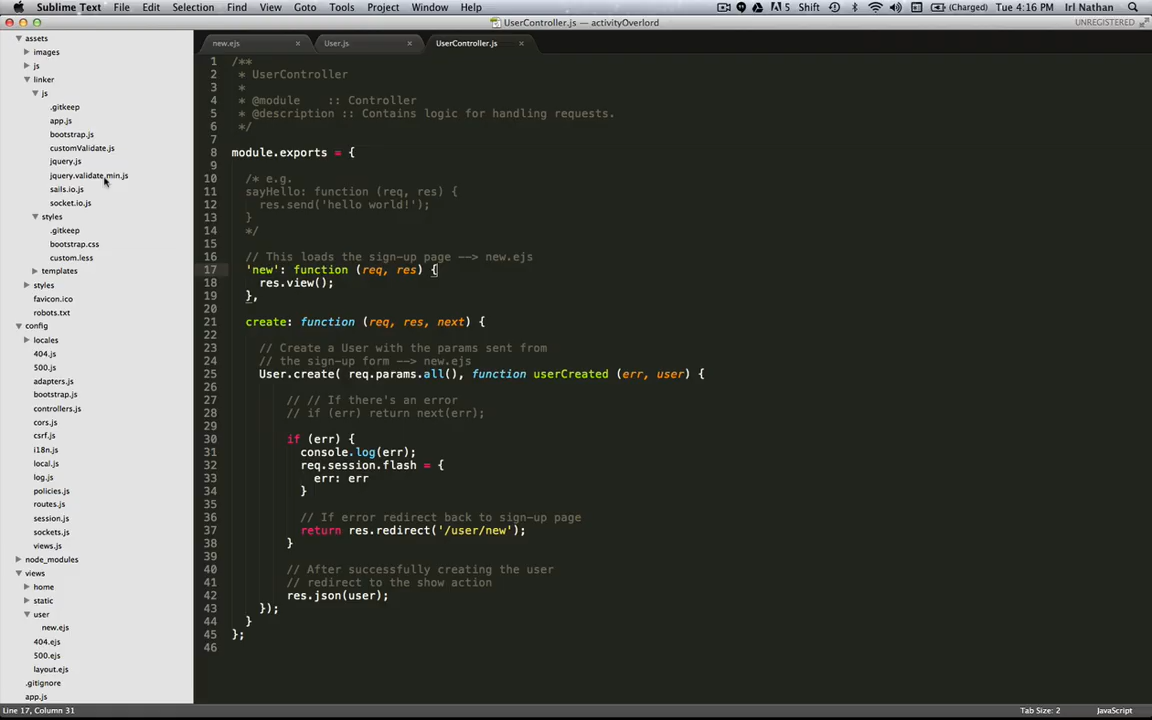 Sublime Text File Edit Selection Find View Goto Tools Project Window Help 5 Shift (Charged) Tue 4:16 PM Irl Nathan
UserController.js — activityOverlord UNREGISTERED
assets
images
js
linker
js
.gitkeep
app.js
bootstrap.js
customValidate.js
jquery.js
jquery.validate.min.js
sails.io.js
socket.io.js
styles
.gitkeep
bootstrap.css
custom.less
templates
styles
favicon.ico
robots.txt
config
locales
404.js
500.js
adapters.js
bootstrap.js
controllers.js
cors.js
csrf.js
i18n.js
local.js
log.js
policies.js
routes.js
session.js
sockets.js
views.js
node_modules
views
home
static
user
new.ejs
404.ejs
500.ejs
layout.ejs
.gitignore
app.js
new.ejs × User.js × UserController.js ×
1 /**
2 * UserController
3 *
4 * @module :: Controller
5 * @description :: Contains logic for handling requests.
6 */
7
8 module.exports = {
9
10 /* e.g.
11 sayHello: function (req, res) {
12 res.send('hello world!');
13 }
14 */
15
16 // This loads the sign-up page --> new.ejs
17 'new': function (req, res) {
18 res.view();
19 },
20
21 create: function (req, res, next) {
22
23 // Create a User with the params sent from
24 // the sign-up form --> new.ejs
25 User.create( req.params.all(), function userCreated (err, user) {
26
27 // // If there's an error
28 // if (err) return next(err);
29
30 if (err) {
31 console.log(err);
32 req.session.flash = {
33 err: err
34 }
35
36 // If error redirect back to sign-up page
37 return res.redirect('/user/new');
38 }
39
40 // After successfully creating the user
41 // redirect to the show action
42 res.json(user);
43 });
44 }
45 };
46
Line 17, Column 31 Tab Size: 2 JavaScript